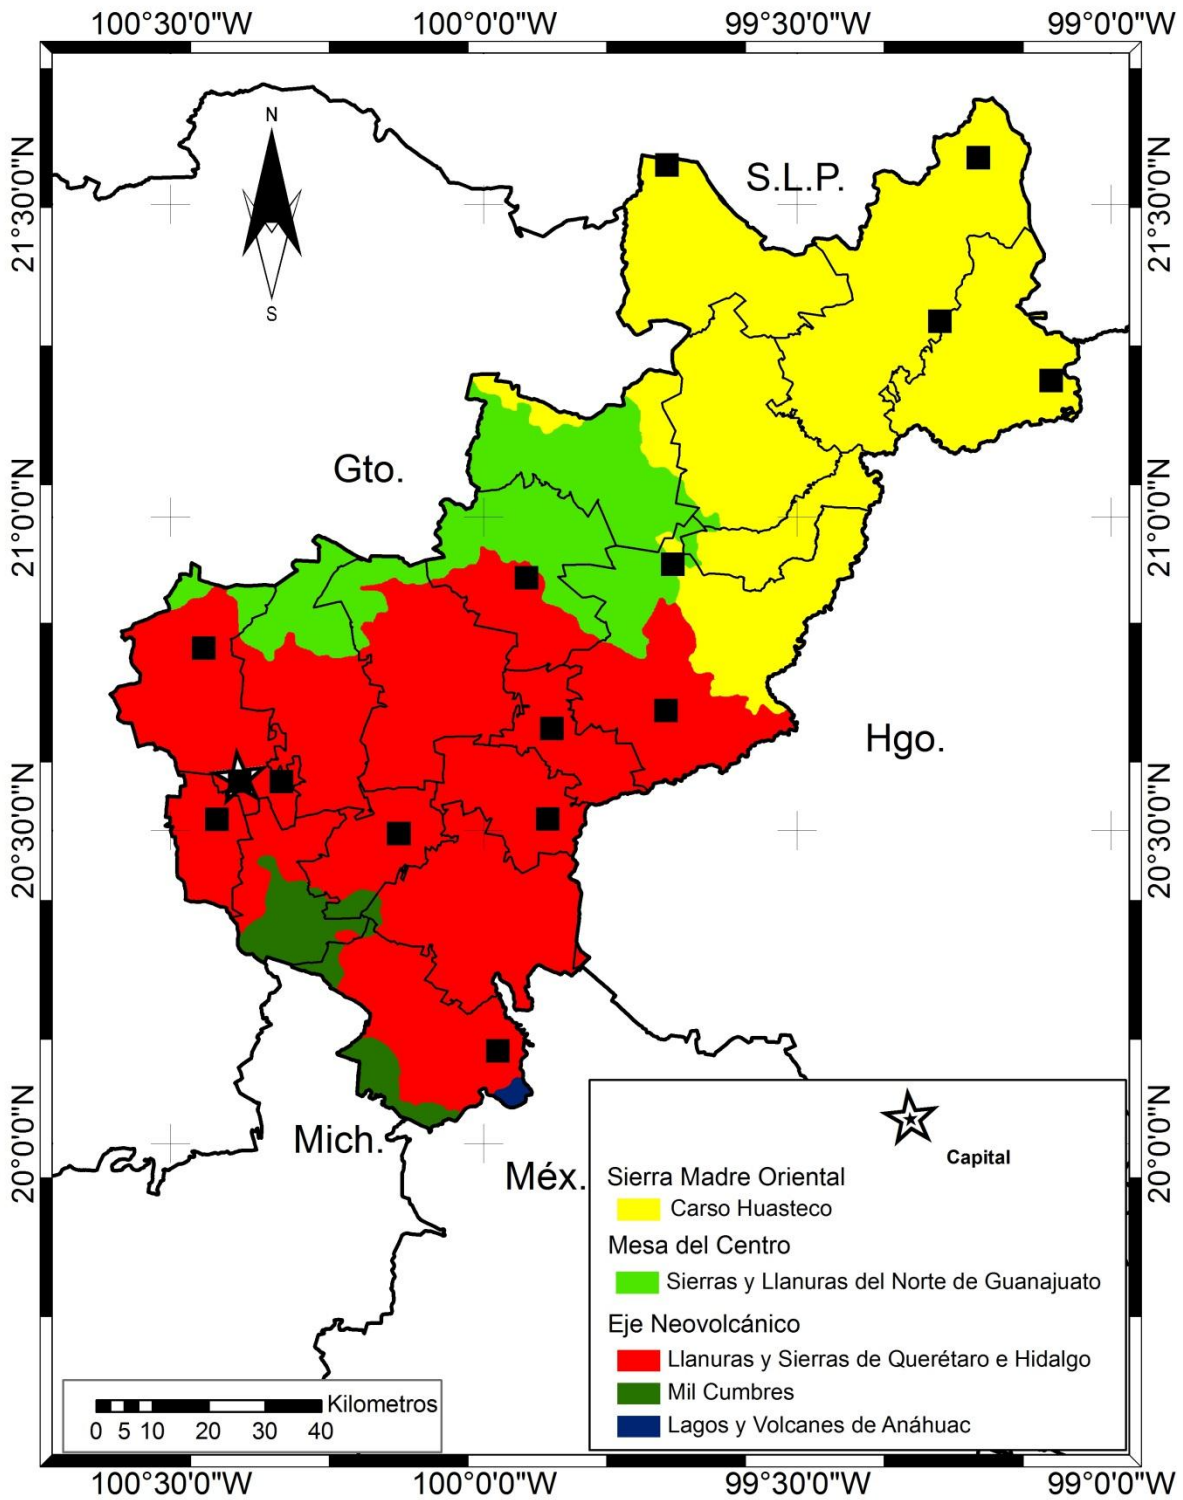 100°30'0"W 100°0'0"W 99°30'0"W 99°0'0"W
N
S
S.L.P.
21°30'0"N 21°30'0"N
Gto.
21°0'0"N 21°0'0"N
Hgo.
20°30'0"N 20°30'0"N
Mich.
Méx.
20°0'0"N 20°0'0"N
Capital
Sierra Madre Oriental
Carso Huasteco
Mesa del Centro
Sierras y Llanuras del Norte de Guanajuato
Eje Neovolcánico
Llanuras y Sierras de Querétaro e Hidalgo
Mil Cumbres
Lagos y Volcanes de Anáhuac
Kilometros
0 5 10 20 30 40
100°30'0"W 100°0'0"W 99°30'0"W 99°0'0"W